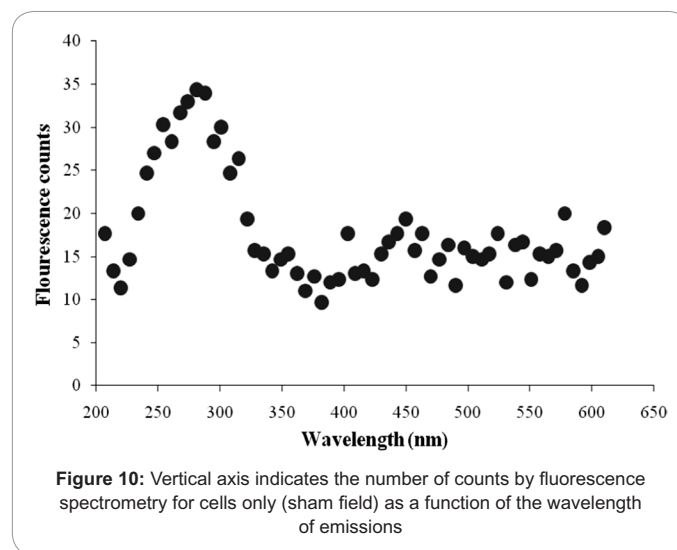 40
35
30
25
20
15
10
5
0
Flourescence counts
200 250 300 350 400 450 500 550 600 650
Wavelength (nm)
Figure 10: Vertical axis indicates the number of counts by fluorescence
spectrometry for cells only (sham field) as a function of the wavelength
of emissions